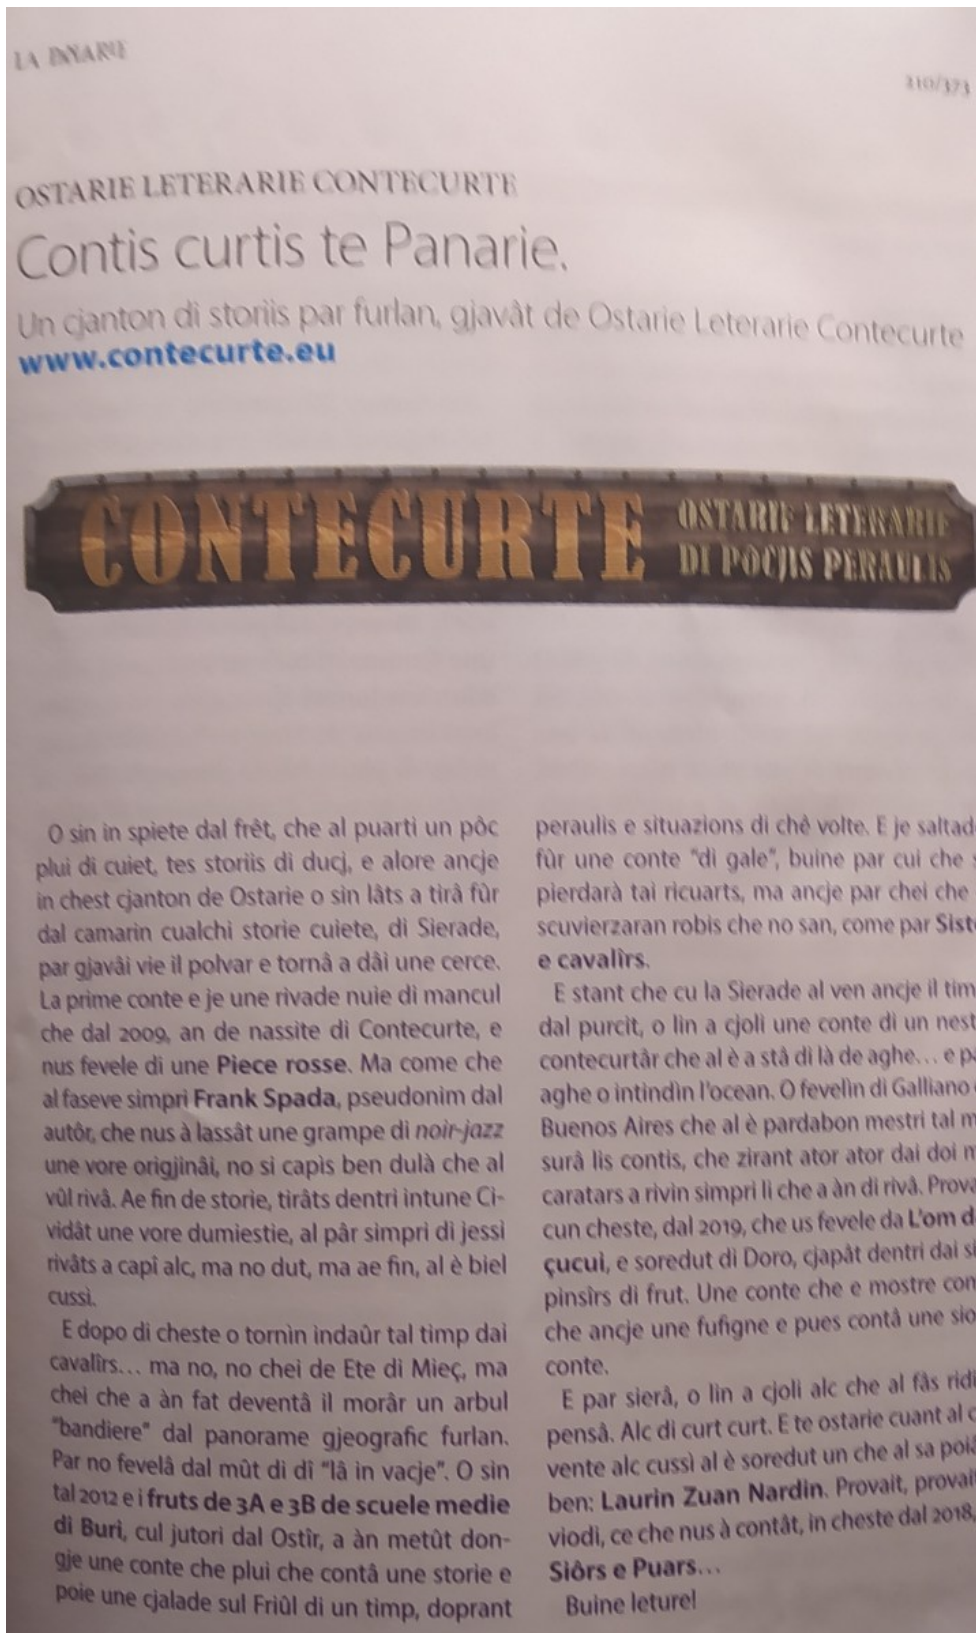 LA PANARIE
210/373
OSTARIE LETERARIE CONTECURTE
Contis curtis te Panarie.
Un cjanton di storiis par furlan, gjavât de Ostarie Leterarie Contecurte
www.contecurte.eu
CONTECURTE
OSTARIE LETERARIE
DI POCJIS PERAULIS
O sin in spiete dal frêt, che al puarti un pôc
plui di cuiet, tes storiis di ducj, e alore ancje
in chest cjanton de Ostarie o sin lâts a tirâ fûr
dal camarin cualchi storie cuiete, di Sierade,
par gjavâi vie il polvar e tornâ a dâi une cerce.
La prime conte e je une rivade nuie di mancul
che dal 2009, an de nassite di Contecurte, e
nus fevele di une Piece rosse. Ma come che
al faseve simpri Frank Spada, pseudonim dal
autôr, che nus à lassât une grampe di noir-jazz
une vore origjinâi, no si capìs ben dulà che al
vûl rivâ. Ae fin de storie, tirâts dentri intune Ci-
vidât une vore dumiestie, al pâr simpri di jessi
rivâts a capî alc, ma no dut, ma ae fin, al è biel
cussì.
E dopo di cheste o tornìn indaûr tal timp dai
cavalîrs... ma no, no chei de Ete di Mieç, ma
chei che a àn fat deventâ il morâr un arbul
"bandiere" dal panorame gjeografic furlan.
Par no fevelâ dal mût di dî "lâ in vacje". O sin
tal 2012 e i fruts de 3A e 3B de scuele medie
di Buri, cul jutori dal Ostîr, a àn metût don-
gje une conte che plui che contâ une storie e
poie une cjalade sul Friûl di un timp, doprant
peraulis e situazions di chê volte. E je saltad
fûr une conte "di gale", buine par cui che
pierdarà tai ricuarts, ma ancje par chei che
scuvierzaran robis che no san, come par Sist
e cavalîrs.
E stant che cu la Sierade al ven ancje il tim
dal purcit, o lin a cjoli une conte di un nest
contecurtâr che al è a stâ di là de aghe... e pa
aghe o intindìn l'ocean. O fevelìn di Galliano
Buenos Aires che al è pardabon mestri tal m
surâ lis contis, che zirant ator ator dai doi m
caratars a rivin simpri lì che a àn di rivâ. Prova
cun cheste, dal 2019, che us fevele da L'om d
çucuì, e soredut di Doro, cjapât dentri dai si
pinsîrs di frut. Une conte che e mostre com
che ancje une fufigne e pues contâ une sio
conte.
E par sierâ, o lin a cjoli alc che al fâs ridi
pensâ. Alc di curt curt. E te ostarie cuant al c
vente alc cussì al è soredut un che al sa poiâ
ben: Laurin Zuan Nardin. Provait, provai
viodi, ce che nus à contât, in cheste dal 2018,
Siôrs e Puars...
Buine leture!